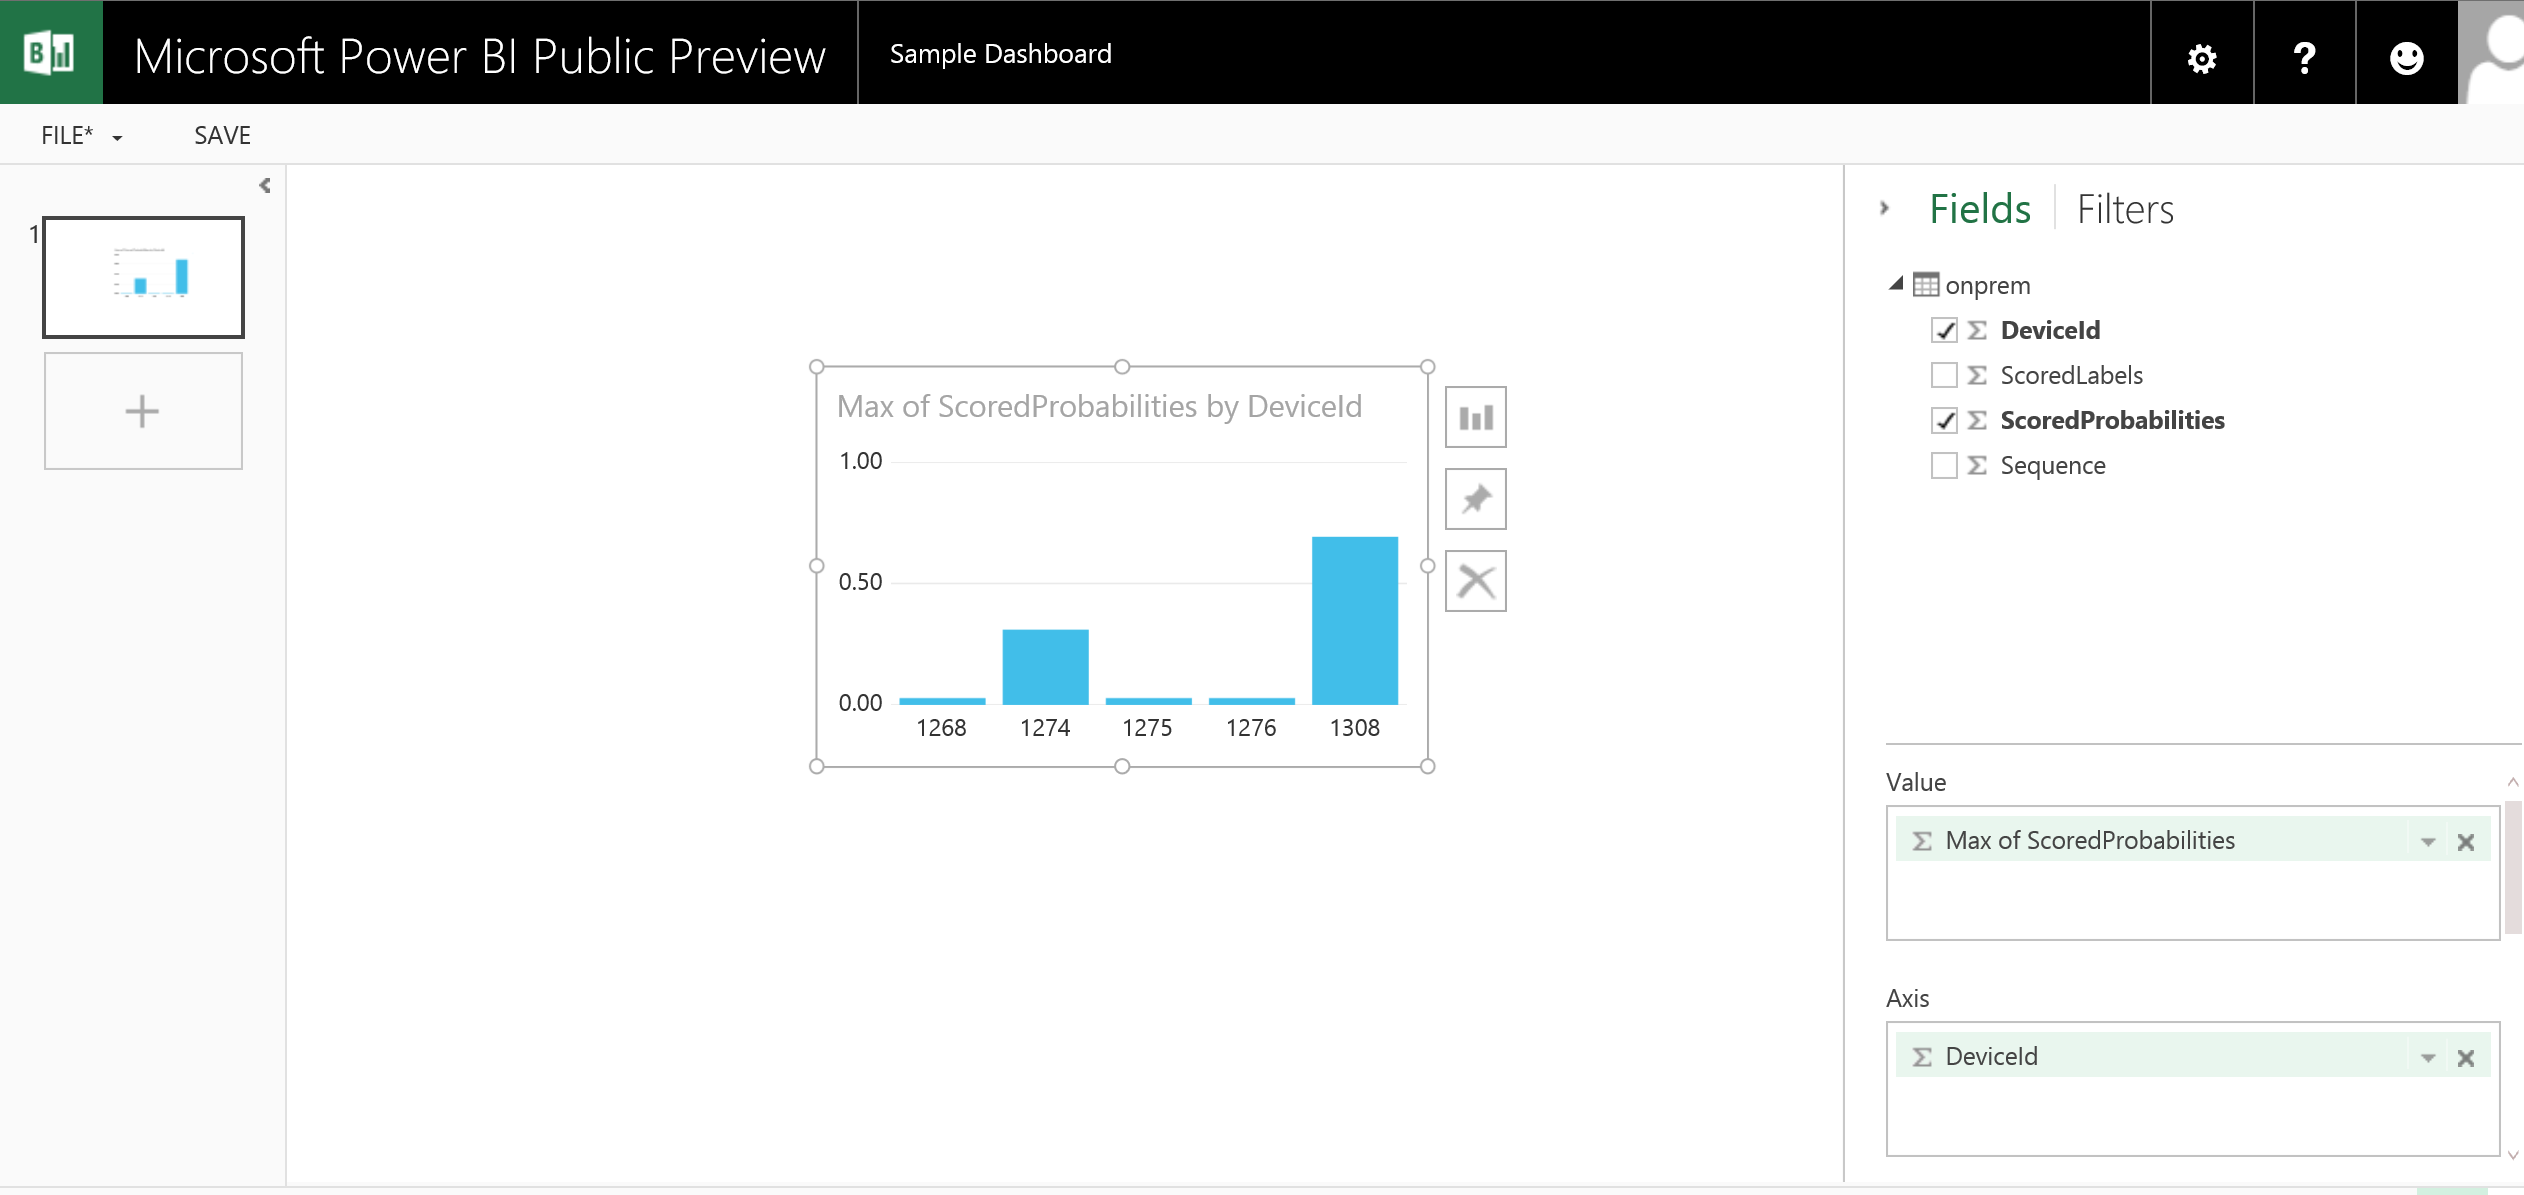 Microsoft Power BI Public Preview
Sample Dashboard
?
FILE*
SAVE
1
Max of ScoredProbabilities by DeviceId
1.00
0.50
0.00
1268 1274 1275 1276 1308
Fields
Filters
onprem
DeviceId
ScoredLabels
ScoredProbabilities
Sequence
Value
Max of ScoredProbabilities
Axis
DeviceId